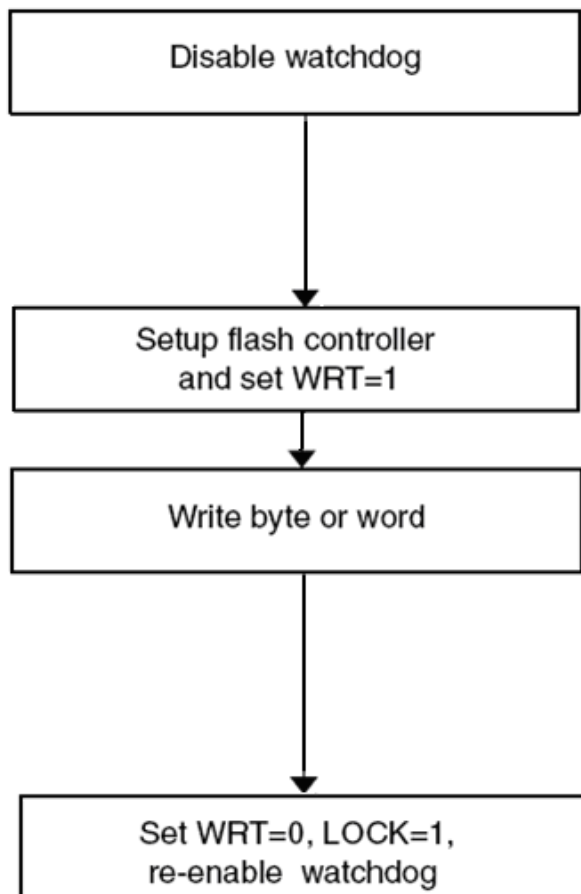 Disable watchdog
Setup flash controller
and set WRT=1
Write byte or word
Set WRT=0, LOCK=1,
re-enable watchdog